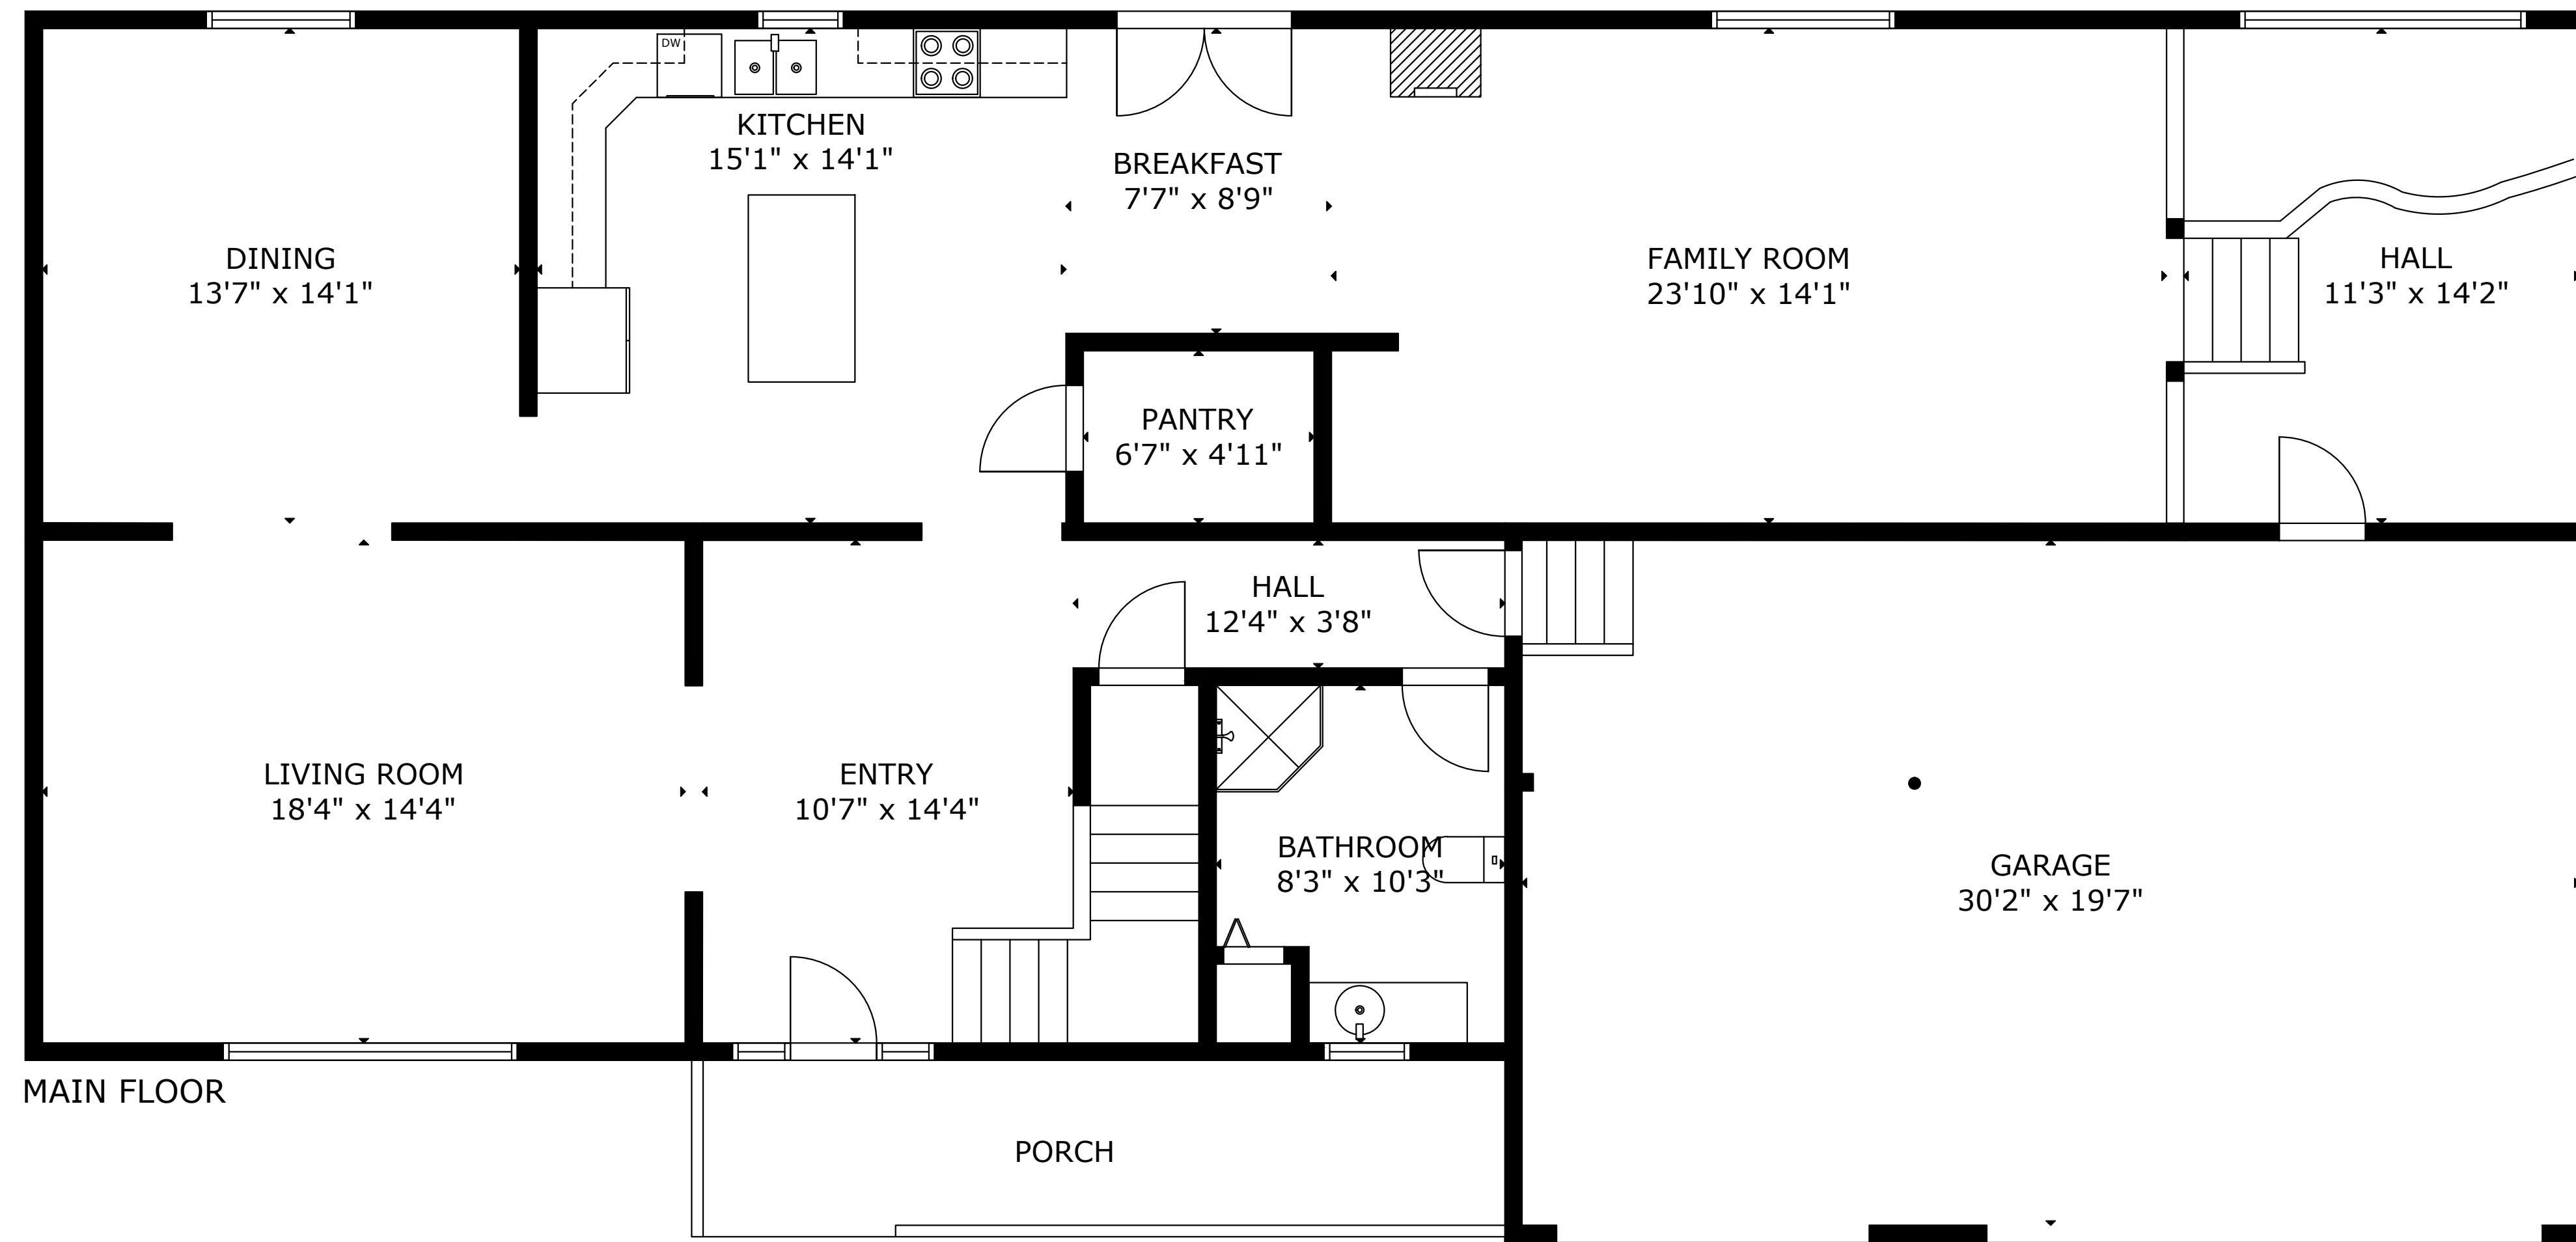 DW
KITCHEN
15'1" x 14'1"
BREAKFAST
7'7" x 8'9"
DINING
13'7" x 14'1"
FAMILY ROOM
23'10" x 14'1"
HALL
11'3" x 14'2"
PANTRY
6'7" x 4'11"
HALL
12'4" x 3'8"
LIVING ROOM
18'4" x 14'4"
ENTRY
10'7" x 14'4"
BATHROOM
8'3" x 10'3"
GARAGE
30'2" x 19'7"
MAIN FLOOR
PORCH